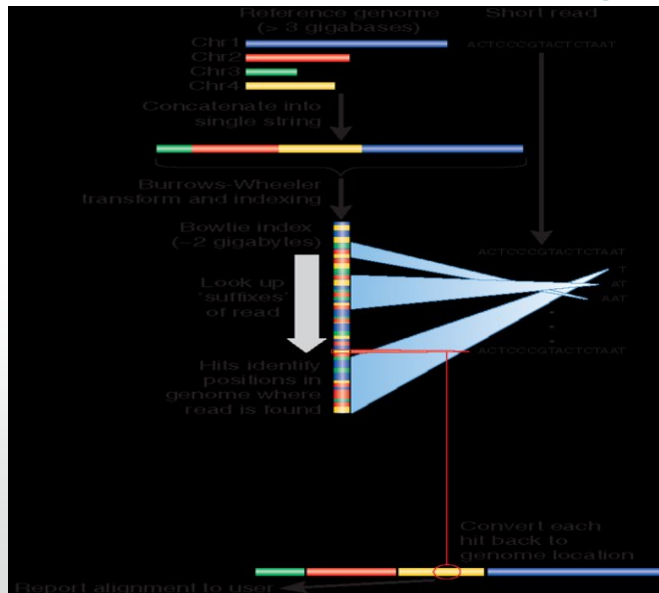 Reference genome
(> 3 gigabases)
Short read
Chr1
Chr2
Chr3
Chr4
ACTCCCGTACTCTAAT
Concatenate into
single string
Burrows-Wheeler
transform and indexing
Bowtie index
(~2 gigabytes)
ACTCCCGTACTCTAAT
T
AT
AAT
Look up
'suffixes'
of read
ACTCCCGTACTCTAAT
Hits identify
positions in
genome where
read is found
Convert each
hit back to
genome location
Report alignment to user